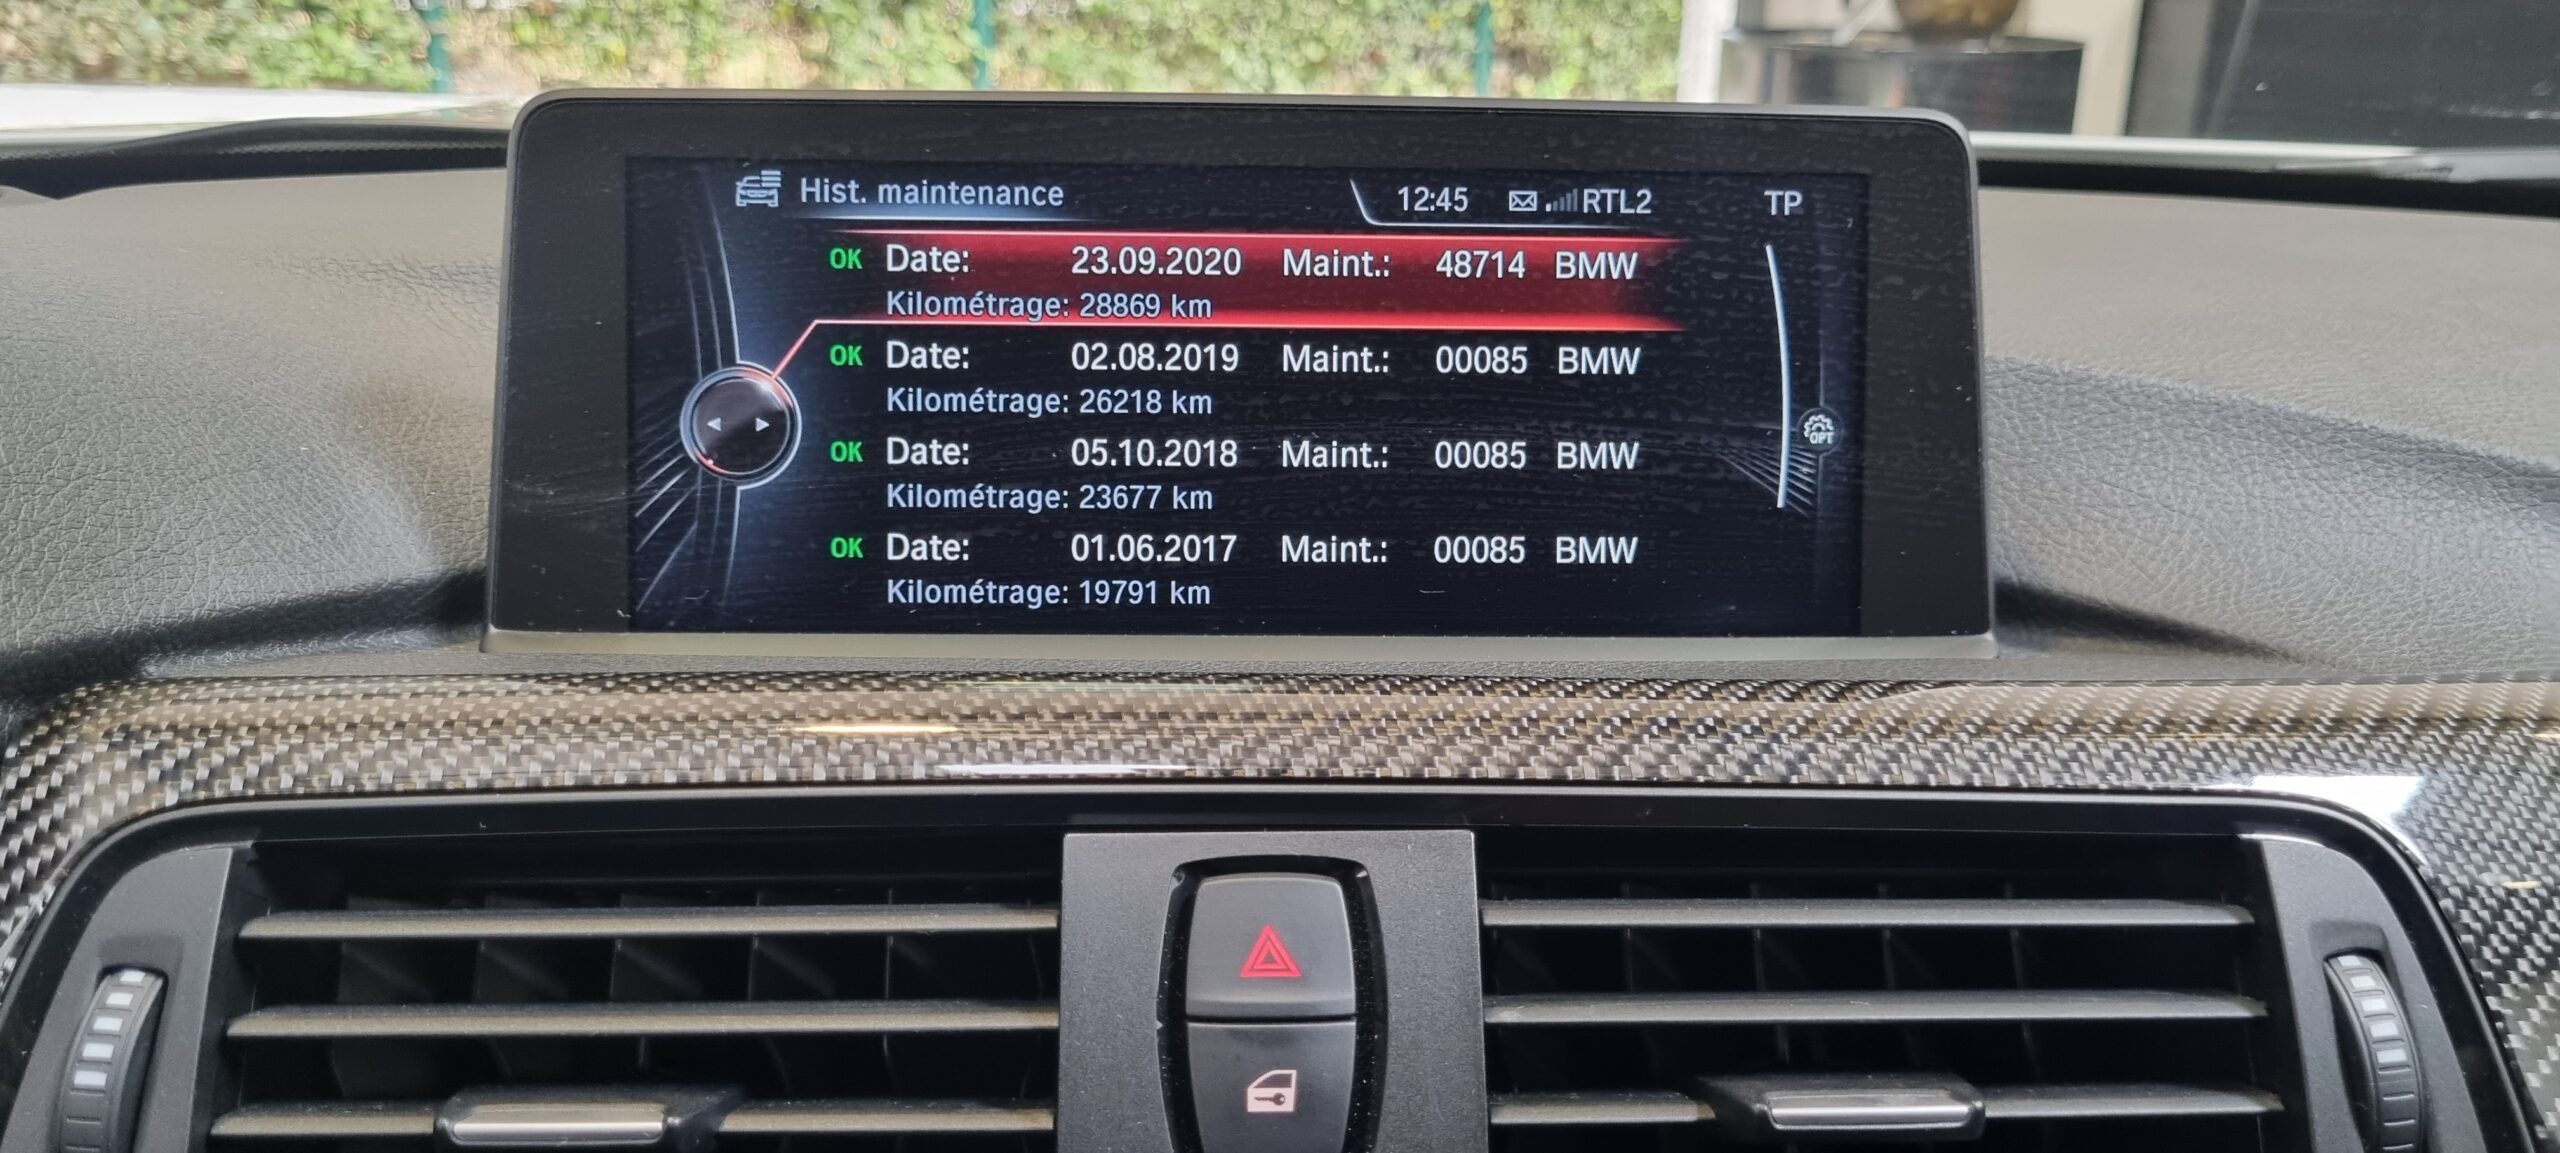 Hist. maintenance 12:45 RTL2 TP
OK Date: 23.09.2020 Maint.: 48714 BMW
Kilométrage: 28869 km
OK Date: 02.08.2019 Maint.: 00085 BMW
Kilométrage: 26218 km
OPT
OK Date: 05.10.2018 Maint.: 00085 BMW
Kilométrage: 23677 km
OK Date: 01.06.2017 Maint.: 00085 BMW
Kilométrage: 19791 km